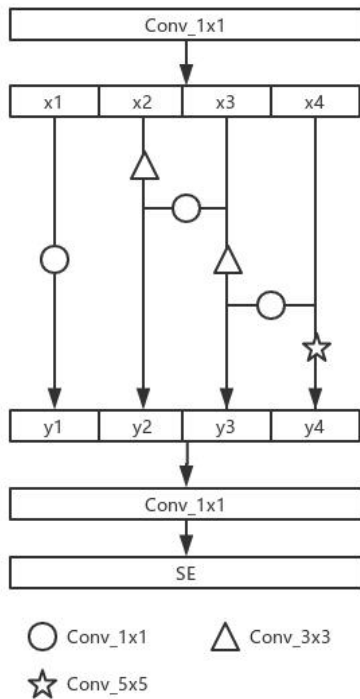 Conv_1x1
x1 x2 x3 x4
y1 y2 y3 y4
Conv_1x1
SE
Conv_1x1 Conv_3x3
Conv_5x5